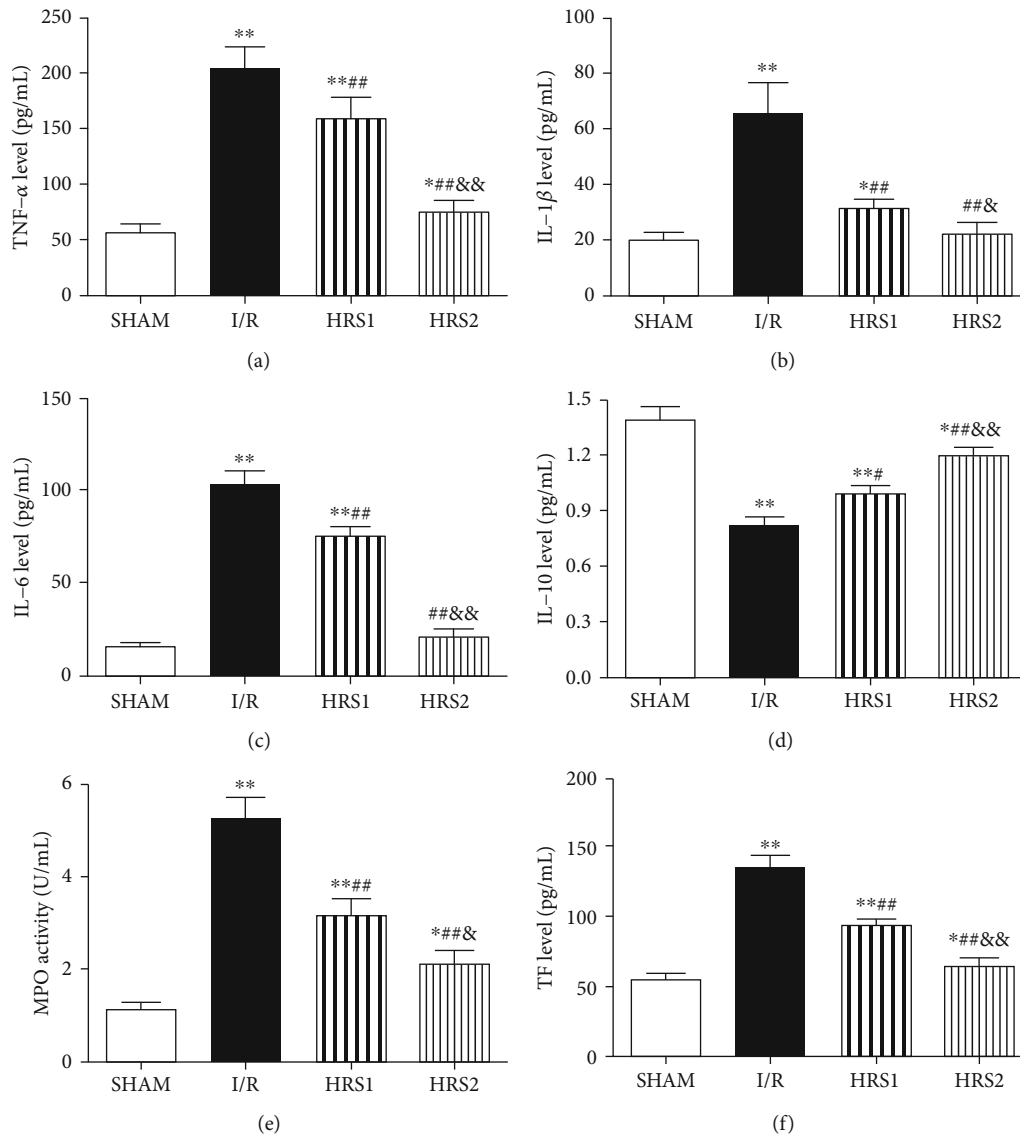 TNF−α level (pg/mL)
250
200
150
100
50
0
**
**##
*##&&
SHAM I/R HRS1 HRS2
(a)
IL−1β level (pg/mL)
100
80
60
40
20
0
**
*##
##&
SHAM I/R HRS1 HRS2
(b)
IL−6 level (pg/mL)
150
100
50
0
**
**##
##&&
SHAM I/R HRS1 HRS2
(c)
IL−10 level (pg/mL)
1.5
1.2
0.9
0.6
0.3
0.0
**
**#
*##&&
SHAM I/R HRS1 HRS2
(d)
MPO activity (U/mL)
6
4
2
0
**
**##
*##&
SHAM I/R HRS1 HRS2
(e)
TF level (pg/mL)
200
150
100
50
0
**
**##
*##&&
SHAM I/R HRS1 HRS2
(f)